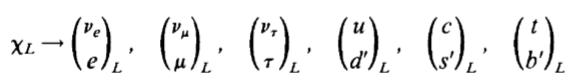 χ_L → (ν_e e)_L , (ν_μ μ)_L , (ν_τ τ)_L , (u d′)_L , (c s′)_L , (t b′)_L